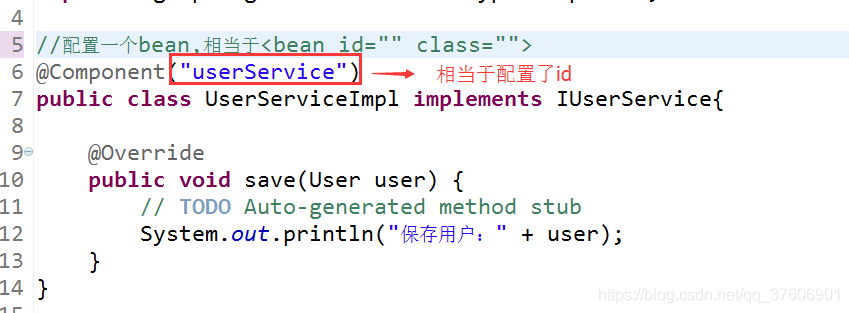 4
5 //配置一个bean,相当于<bean id="" class="">
6 @Component("userService") 相当于配置了id
7 public class UserServiceImpl implements IUserService{
8
9 @Override
10 public void save(User user) {
11 // TODO Auto-generated method stub
12 System.out.println("保存用户：" + user);
13 }
14 }
https://blog.csdn.net/qq_37606901